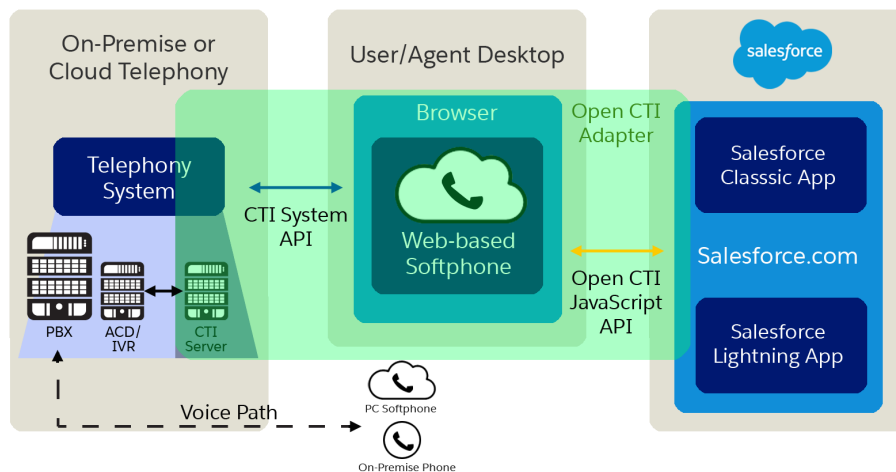 On-Premise or
Cloud Telephony
Telephony
System
PBX
ACD/
IVR
CTI
Server
CTI System
API
Voice Path
User/Agent Desktop
Browser
Web-based
Softphone
PC Softphone
On-Premise Phone
Open CTI
Adapter
Open CTI
JavaScript
API
salesforce
Salesforce
Classsic App
Salesforce.com
Salesforce
Lightning App